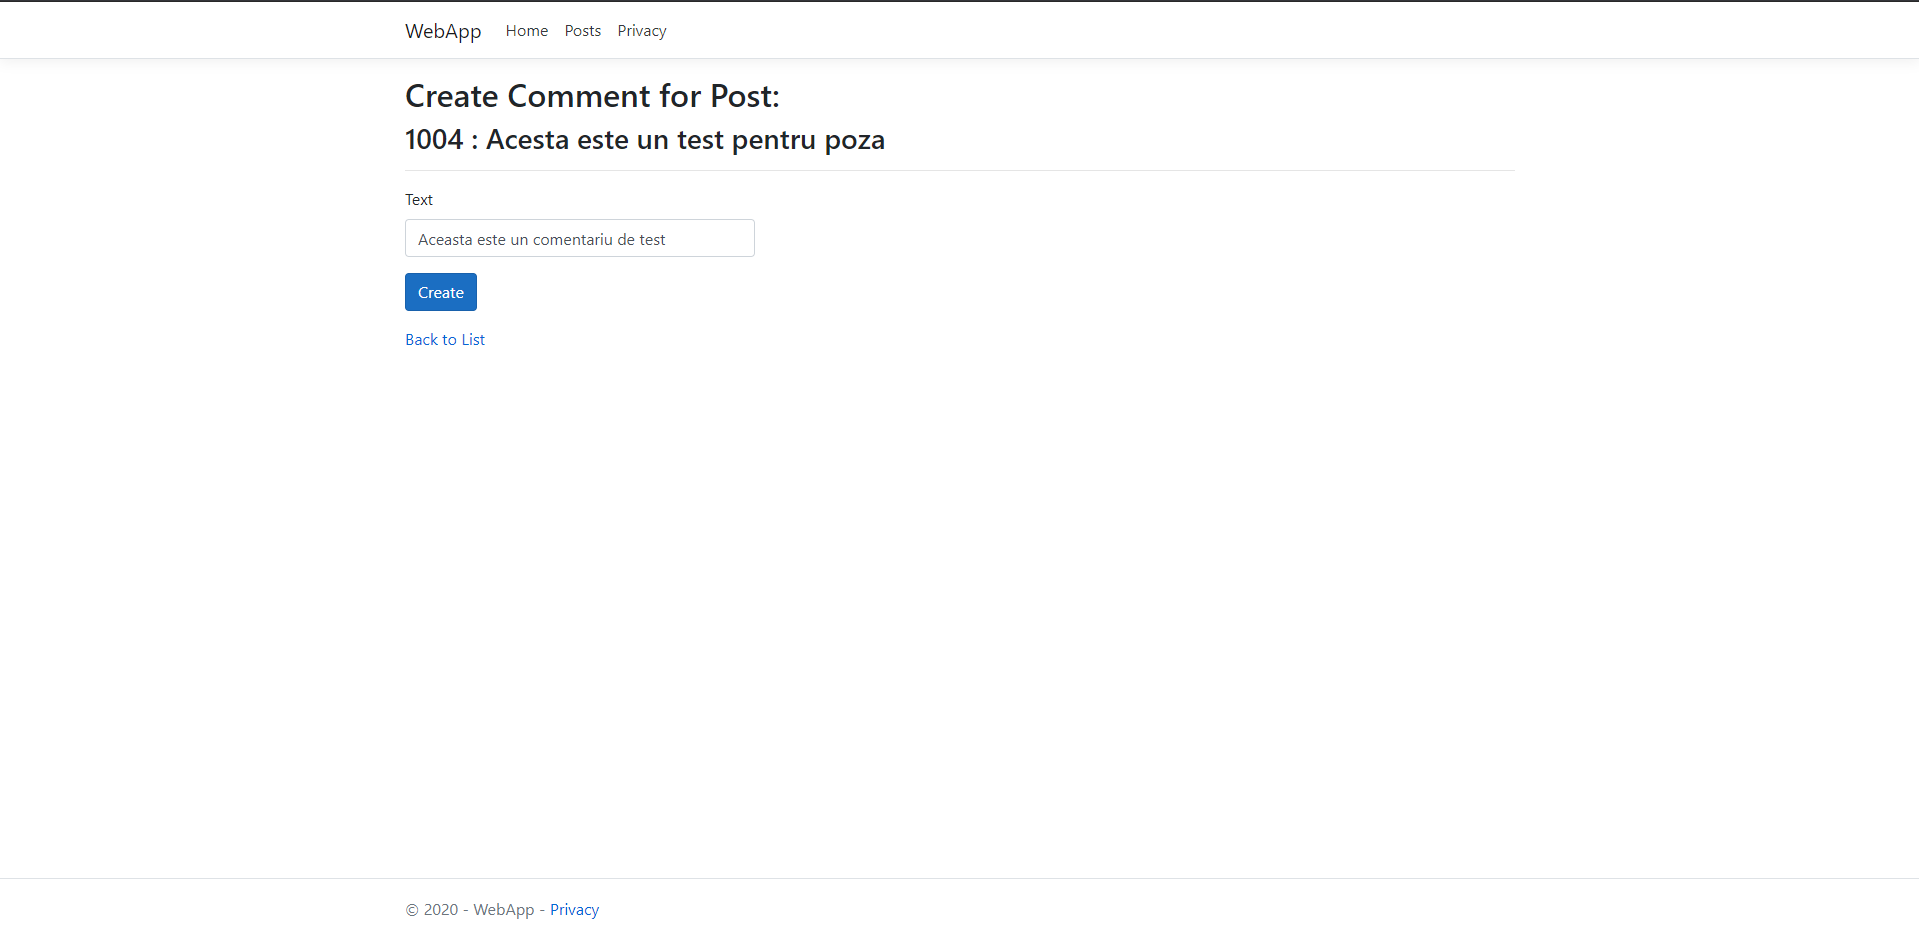 WebApp Home Posts Privacy
Create Comment for Post:
1004 : Acesta este un test pentru poza
Text
Aceasta este un comentariu de test
Create
Back to List
© 2020 - WebApp - Privacy